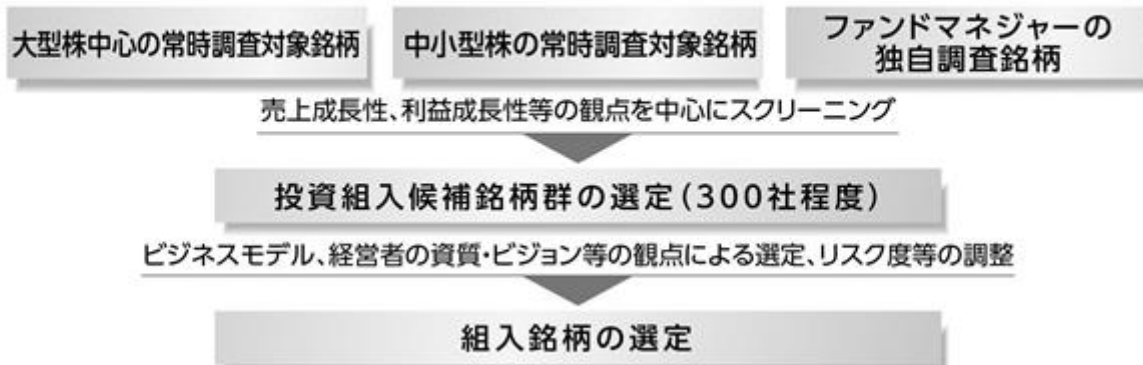 大型株中心の常時調査対象銘柄
中小型株の常時調査対象銘柄
ファンドマネジャーの
独自調査銘柄
売上成長性、利益成長性等の観点を中心にスクリーニング
投資組入候補銘柄群の選定(300社程度)
ビジネスモデル、経営者の資質・ビジョン等の観点による選定、リスク度等の調整
組入銘柄の選定